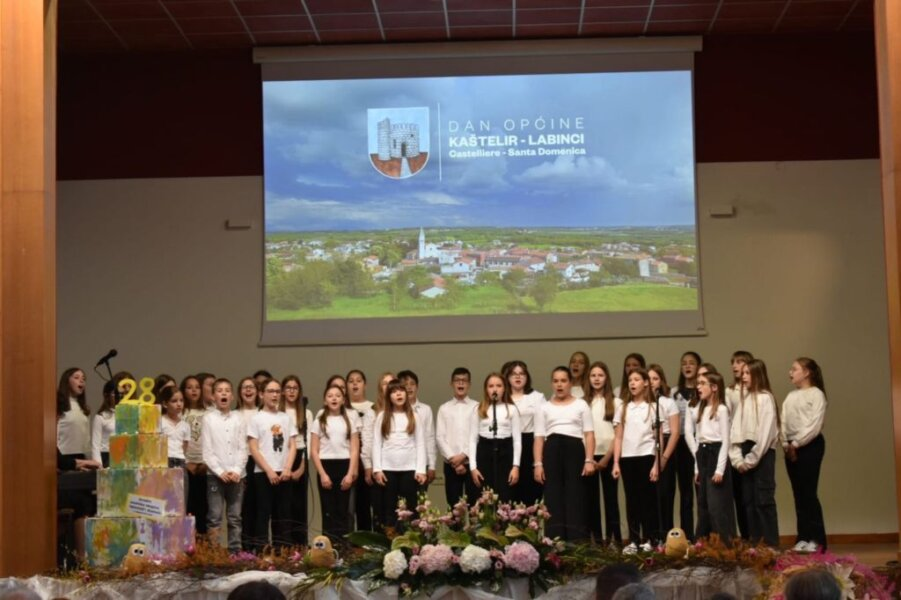 DAN OPĆINE
KAŠTELIR - LABINCI
Castelliere - Santa Domenica
28